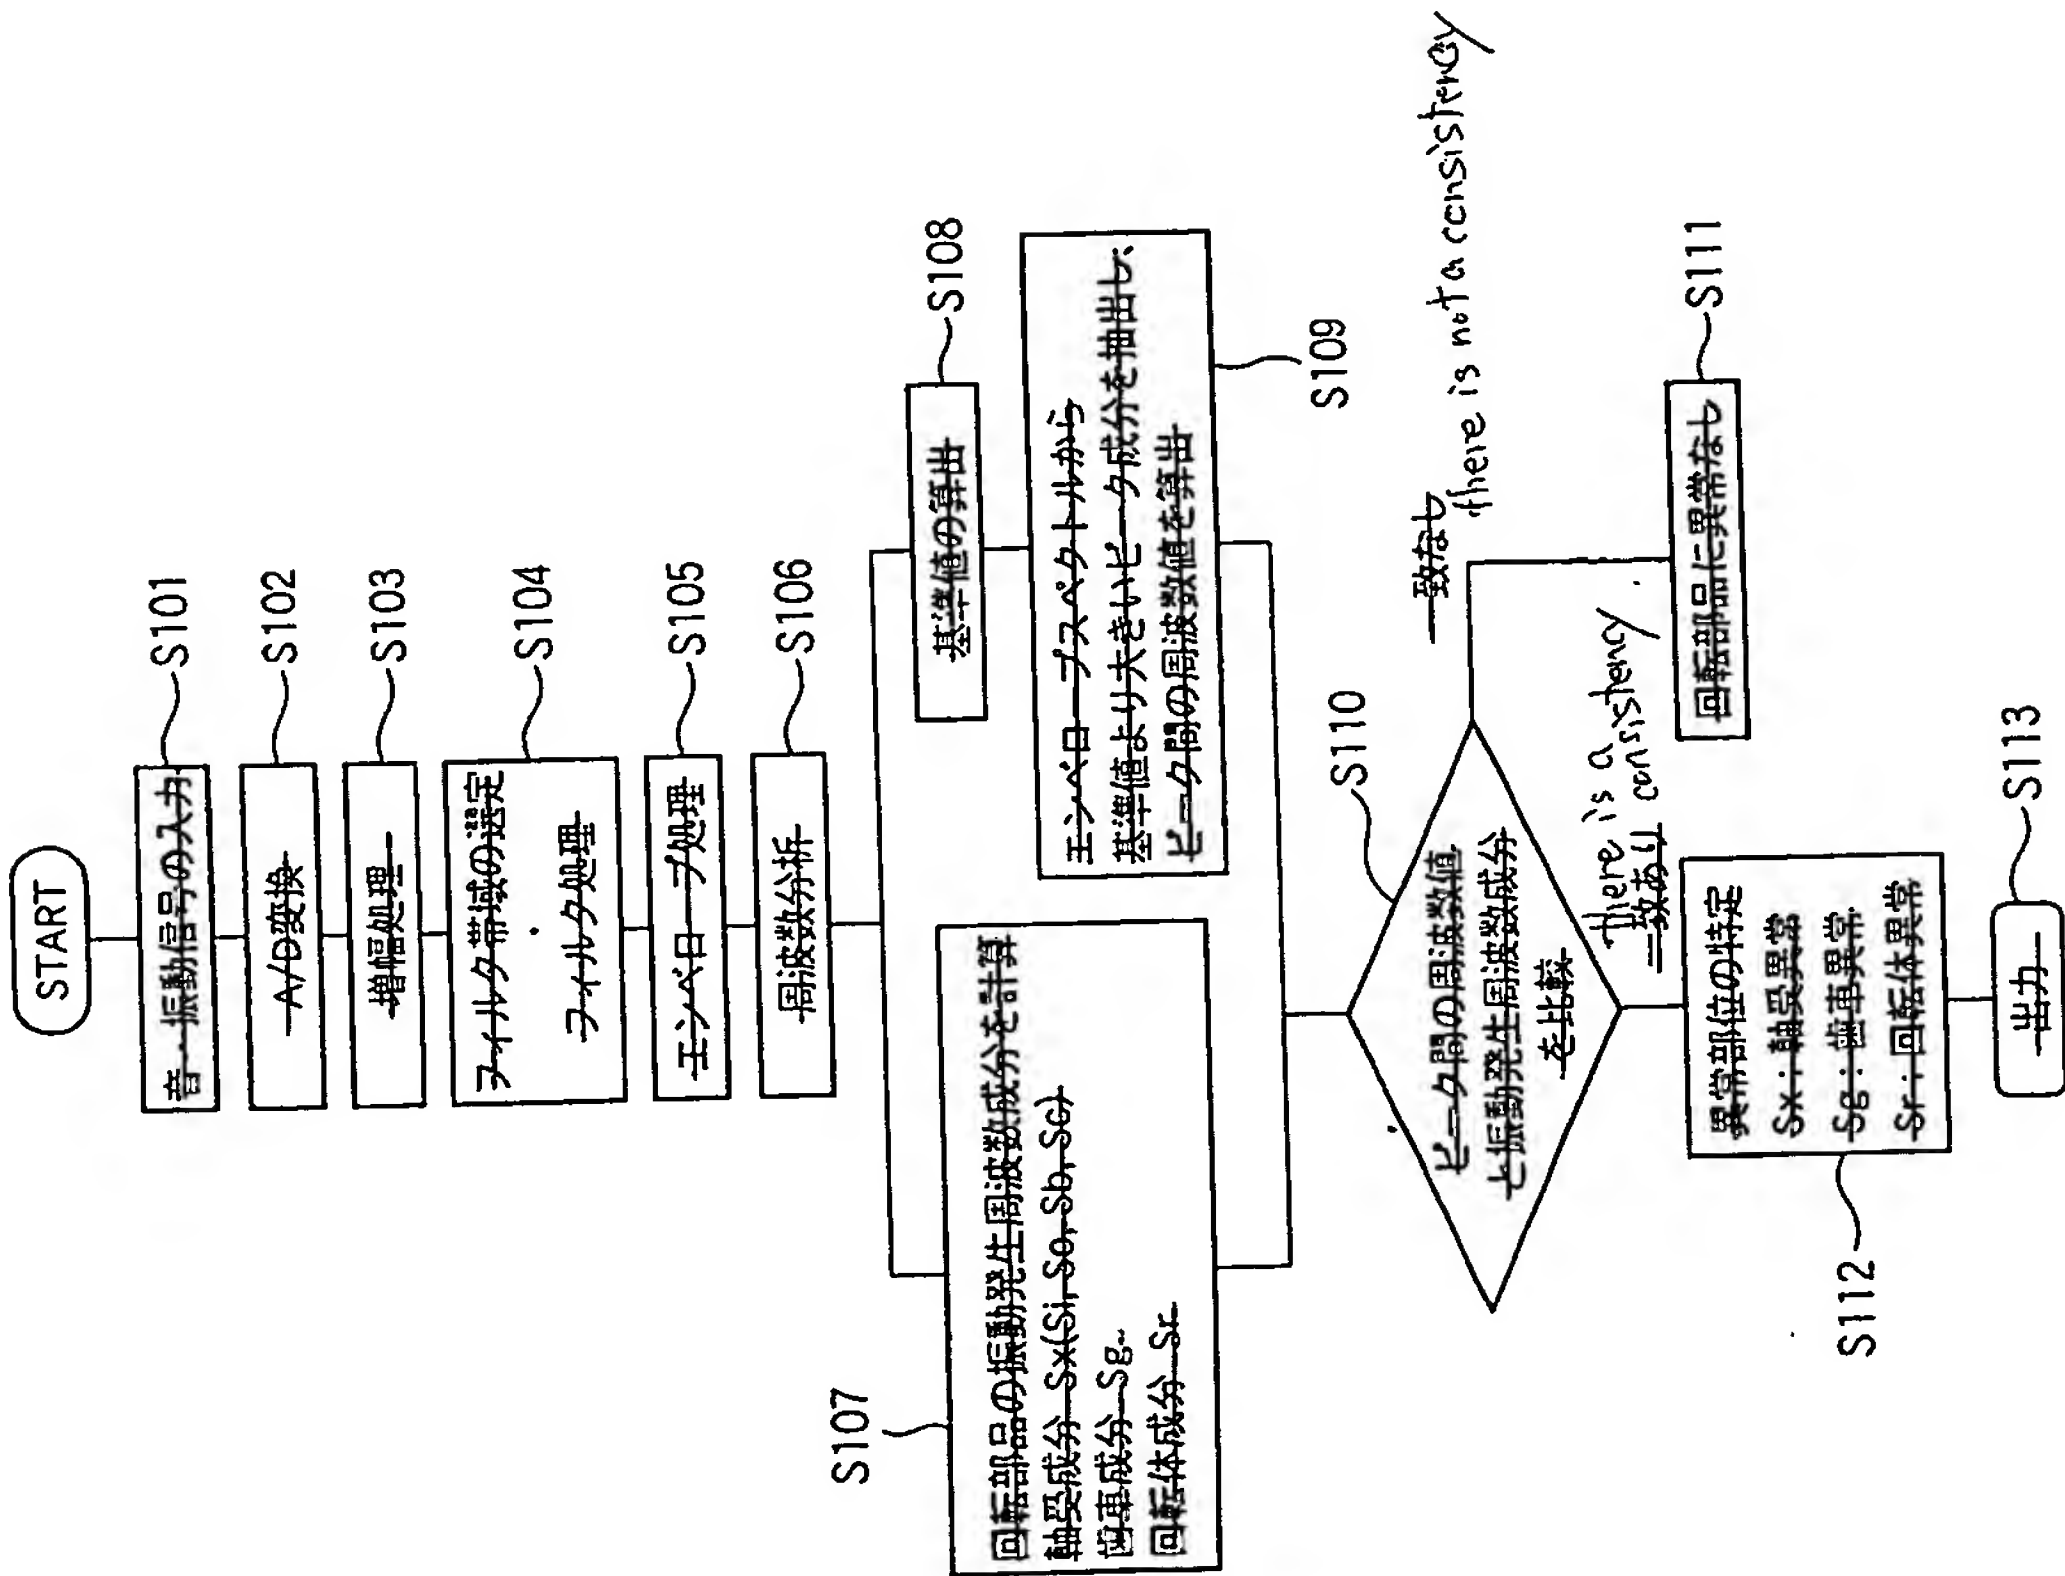 START
音・振動信号の入力
S101
A/D変換
S102
増幅処理
S103
フィルタ帯域の選定
フィルタ処理
S104
エンベロープ処理
S105
周波数分析
S106
S107
回転部品の振動発生周波数成分を計算
軸受成分 Sx(Si, So, Sb, Sc)
歯車成分 Sg
回転体成分 Sr
基準値の算出
S108
エンベロープスペクトルから
基準値より大きいピーク成分を抽出し、
ピーク間の周波数値を算出
S109
ピーク間の周波数値
と振動発生周波数成分
を比較
S110
一致なし
there is not a consistency
there is a
一致あり
consistency
回転部品に異常なし
S111
異常部位の特定
Sx:軸受異常
Sg:歯車異常
Sr:回転体異常
S112
出力
S113